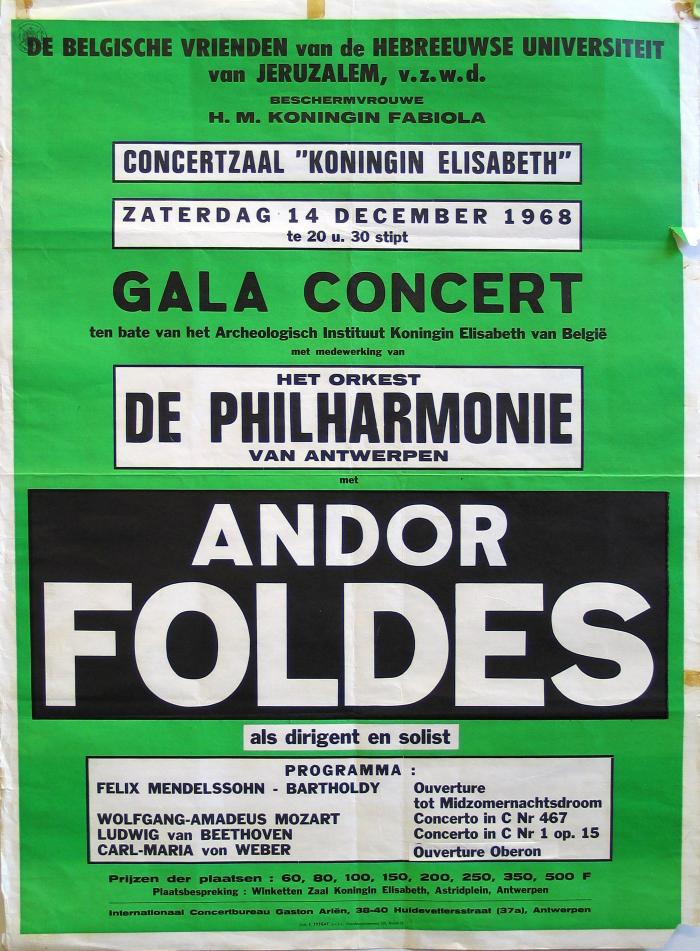 DE BELGISCHE VRIENDEN van de HEBREEUWSE UNIVERSITEIT
van JERUZALEM, v.z.w.d.
BESCHERMVROUWE
H. M. KONINGIN FABIOLA
CONCERTZAAL "KONINGIN ELISABETH"
ZATERDAG 14 DECEMBER 1968
te 20 u. 30 stipt
GALA CONCERT
ten bate van het Archeologisch Instituut Koningin Elisabeth van België
met medewerking van
HET ORKEST
DE PHILHARMONIE
VAN ANTWERPEN
met
ANDOR
FOLDES
als dirigent en solist
PROGRAMMA :
FELIX MENDELSSOHN - BARTHOLDY Ouverture
tot Midzomernachtsdroom
WOLFGANG-AMADEUS MOZART Concerto in C Nr 467
LUDWIG van BEETHOVEN Concerto in C Nr 1 op. 15
CARL-MARIA von WEBER Ouverture Oberon
Prijzen der plaatsen : 60, 80, 100, 150, 200, 250, 350, 500 F
Plaatsbespreking : Winketten Zaal Koningin Elisabeth, Astridplein, Antwerpen
Internationaal Concertbureau Gaston Ariën, 38-40 Huidevettersstraat (37a), Antwerpen